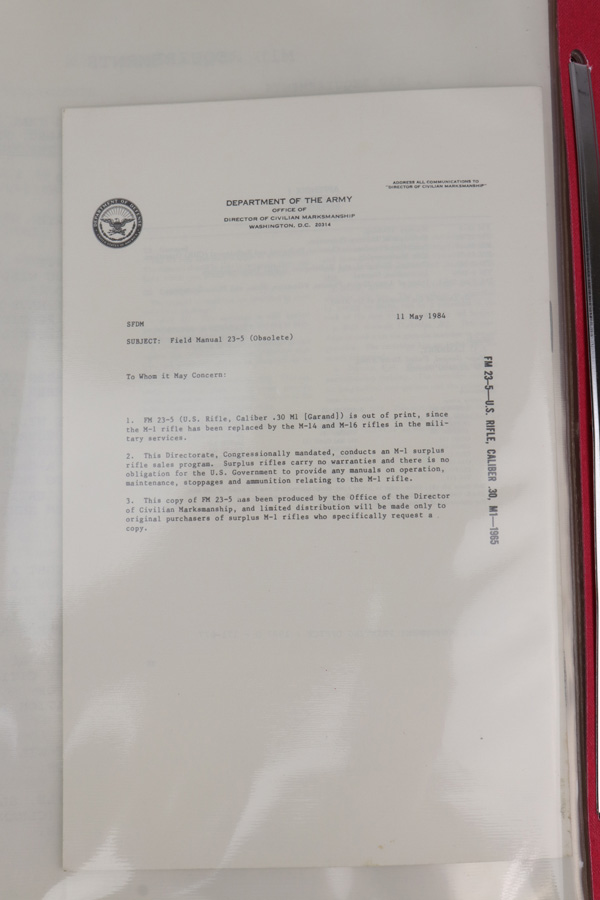 ADDRESS ALL COMMUNICATIONS TO
"DIRECTOR OF CIVILIAN MARKSMANSHIP"
DEPARTMENT OF THE ARMY
OFFICE OF
DIRECTOR OF CIVILIAN MARKSMANSHIP
WASHINGTON, D.C. 20314
DEPARTMENT OF DEFENSE
11 May 1984
SFDM
SUBJECT: Field Manual 23-5 (Obsolete)
To Whom it May Concern:
1. FM 23-5 (U.S. Rifle, Caliber .30 M1 [Garand]) is out of print, since
the M-1 rifle has been replaced by the M-14 and M-16 rifles in the mili-
tary services.
2. This Directorate, Congressionally mandated, conducts an M-1 surplus
rifle sales program. Surplus rifles carry no warranties and there is no
obligation for the U.S. Government to provide any manuals on operation,
maintenance, stoppages and ammunition relating to the M-1 rifle.
3. This copy of FM 23-5 has been produced by the Office of the Director
of Civilian Marksmanship, and limited distribution will be made only to
original purchasers of surplus M-1 rifles who specifically request a
copy.
FM 23-5—U.S. RIFLE, CALIBER .30, M1—1965